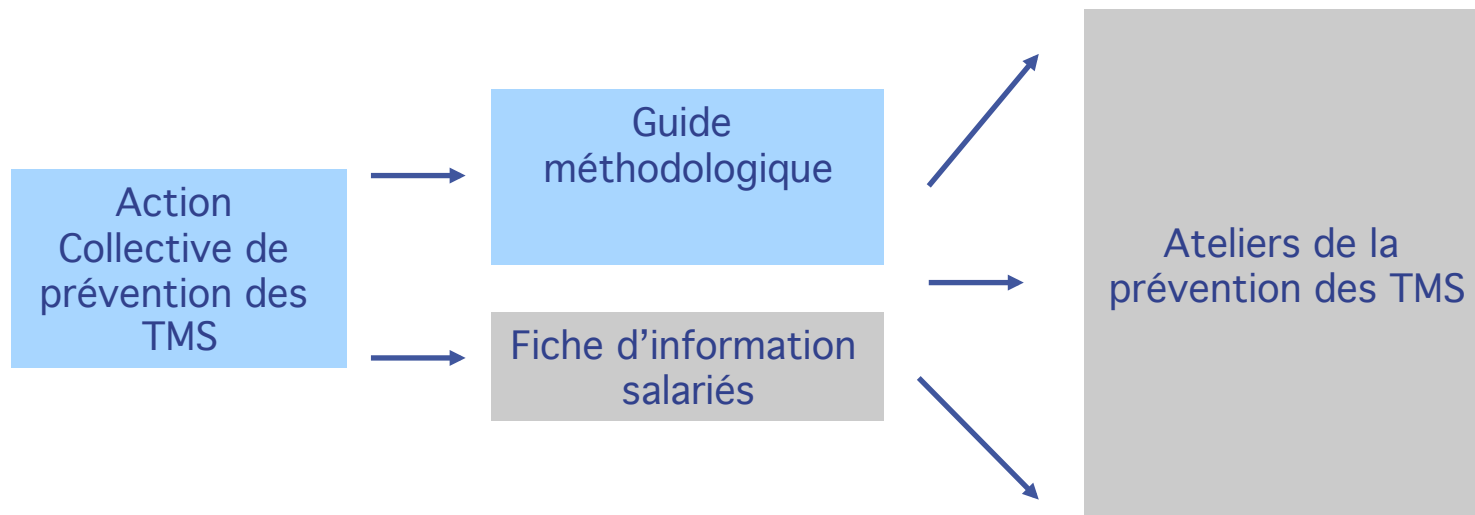 Action
Collective de
prévention des
TMS
Guide
méthodologique
Fiche d’information
salariés
Ateliers de la
prévention des TMS